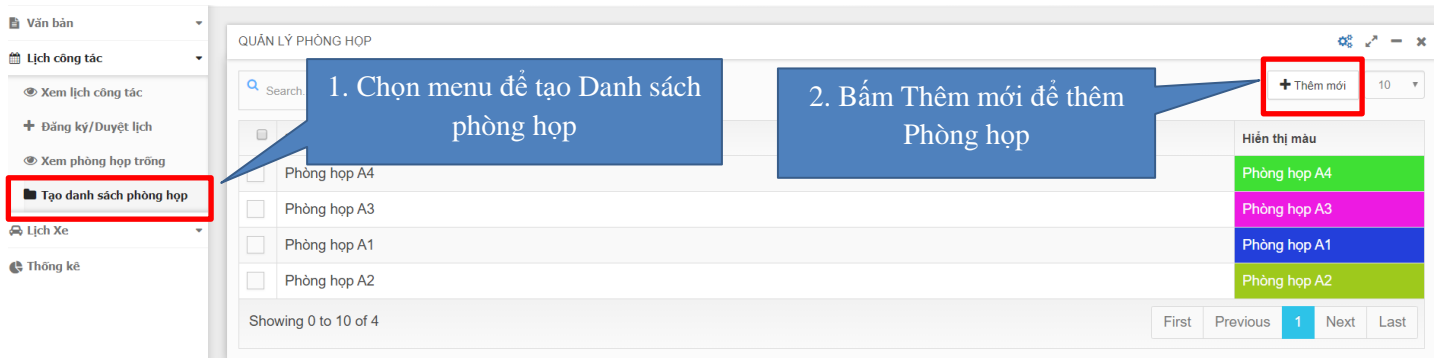 Văn bản
Lịch công tác
Xem lịch công tác
Đăng ký/Duyệt lịch
Xem phòng họp trống
Tạo danh sách phòng họp
Lịch Xe
Thống kê
QUẢN LÝ PHÒNG HỌP
Search.
1. Chọn menu để tạo Danh sách
phòng họp
2. Bấm Thêm mới để thêm
Phòng họp
Thêm mới
10
Hiển thị màu
Phòng họp A4 Phòng họp A4
Phòng họp A3 Phòng họp A3
Phòng họp A1 Phòng họp A1
Phòng họp A2 Phòng họp A2
Showing 0 to 10 of 4
First Previous 1 Next Last